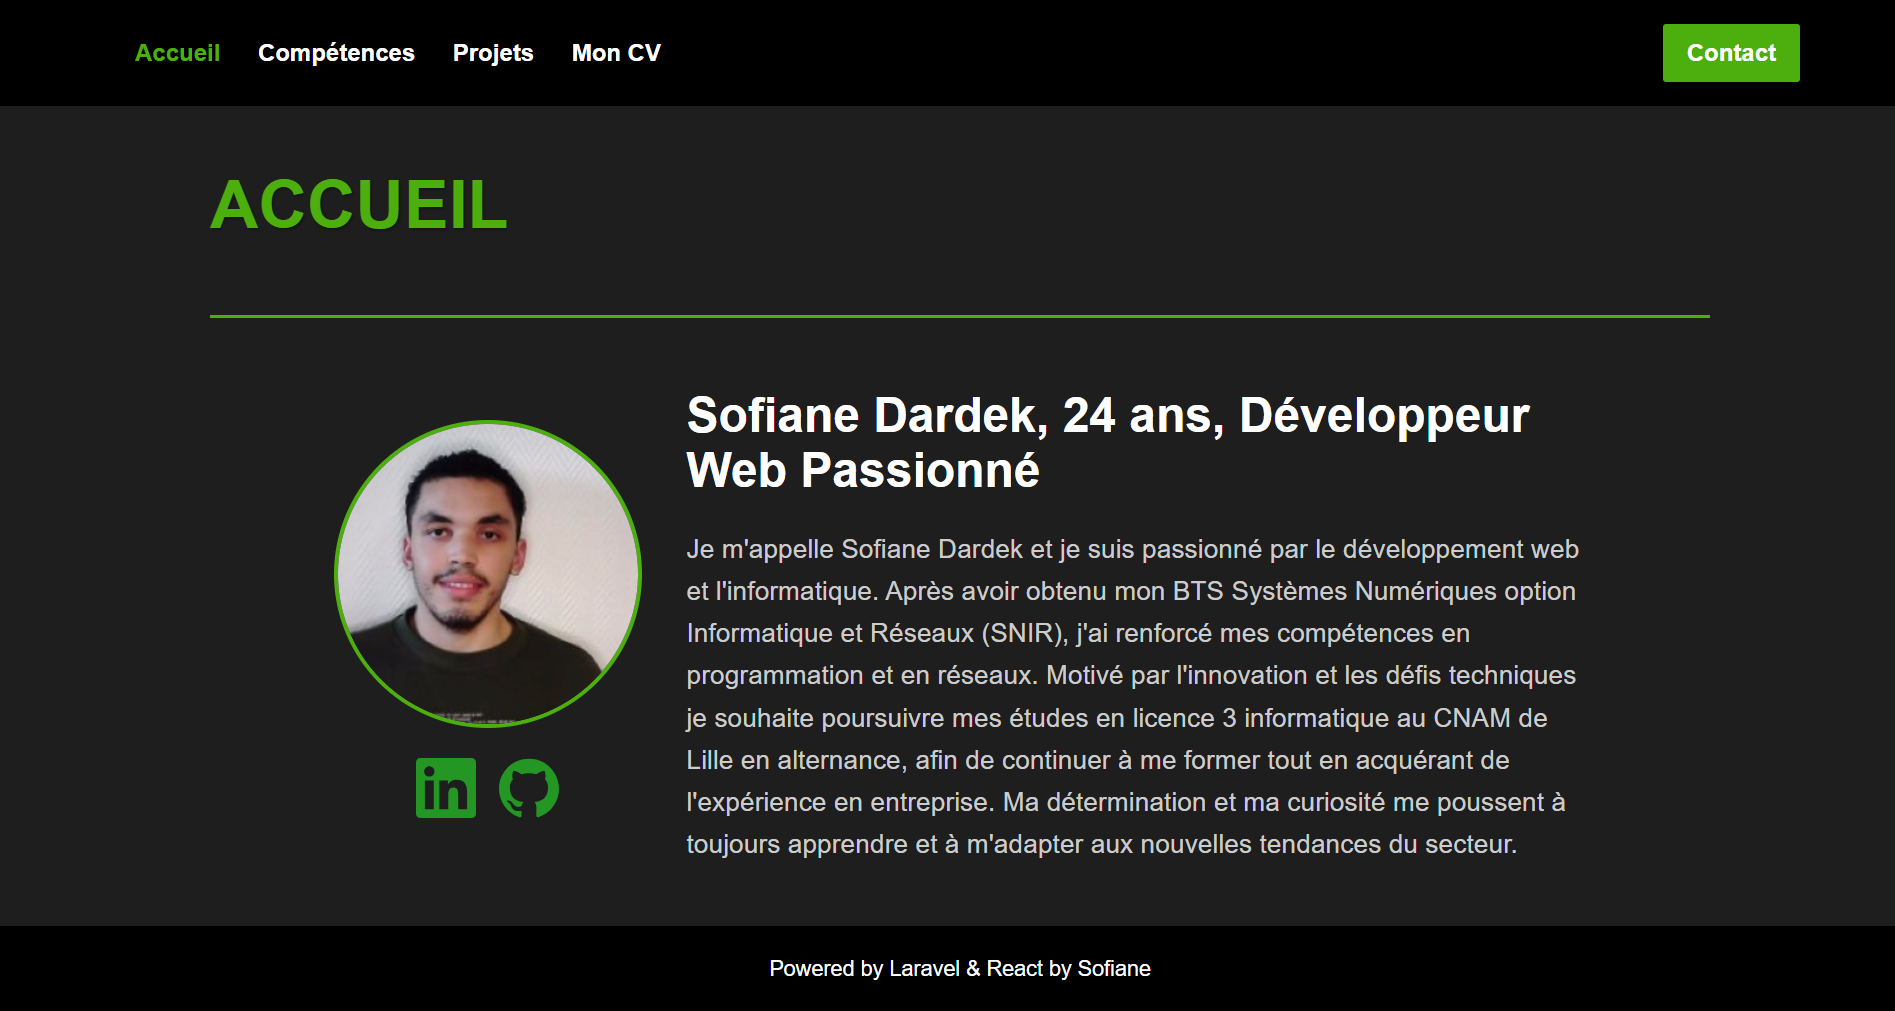 Accueil Compétences Projets Mon CV Contact
ACCUEIL
Sofiane Dardek, 24 ans, Développeur
Web Passionné
Je m'appelle Sofiane Dardek et je suis passionné par le développement web
et l'informatique. Après avoir obtenu mon BTS Systèmes Numériques option
Informatique et Réseaux (SNIR), j'ai renforcé mes compétences en
programmation et en réseaux. Motivé par l'innovation et les défis techniques
je souhaite poursuivre mes études en licence 3 informatique au CNAM de
Lille en alternance, afin de continuer à me former tout en acquérant de
l'expérience en entreprise. Ma détermination et ma curiosité me poussent à
toujours apprendre et à m'adapter aux nouvelles tendances du secteur.
in
Powered by Laravel & React by Sofiane